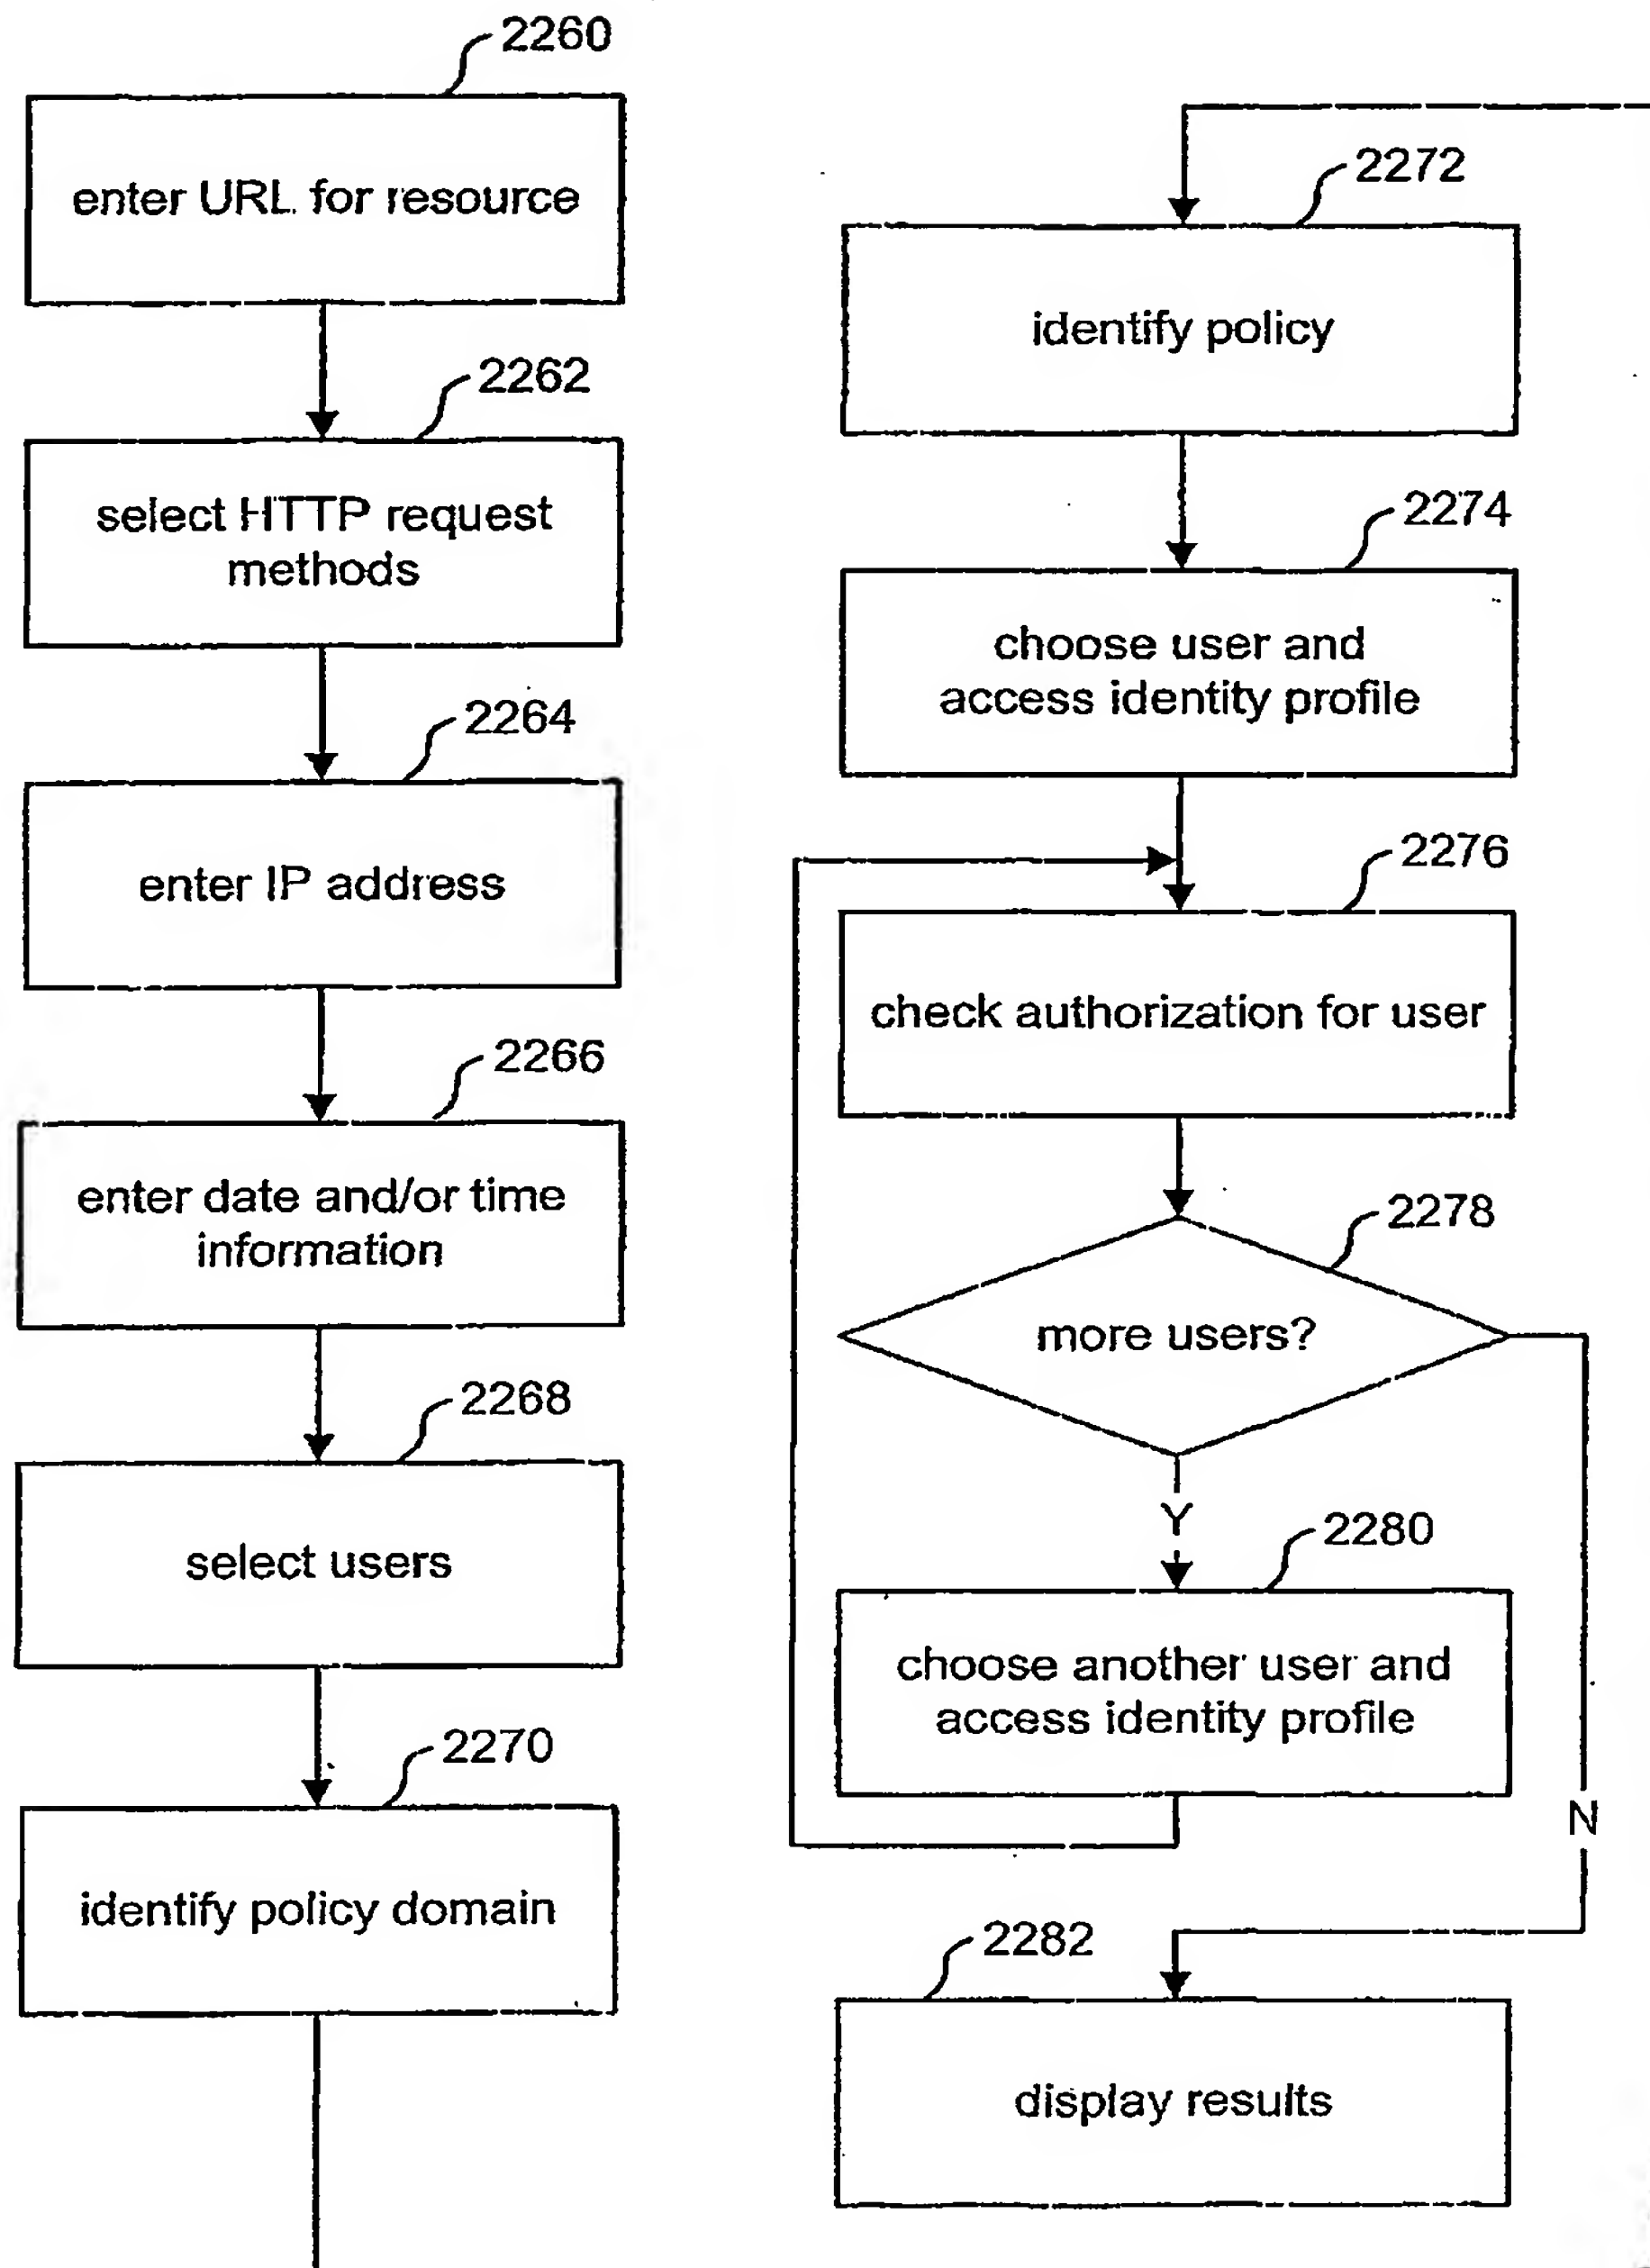 2260
enter URL for resource
2262
select HTTP request
methods
2264
enter IP address
2266
enter date and/or time
information
2268
select users
2270
identify policy domain
2272
identify policy
2274
choose user and
access identity profile
2276
check authorization for user
2278
more users?
Y
2280
choose another user and
access identity profile
N
2282
display results